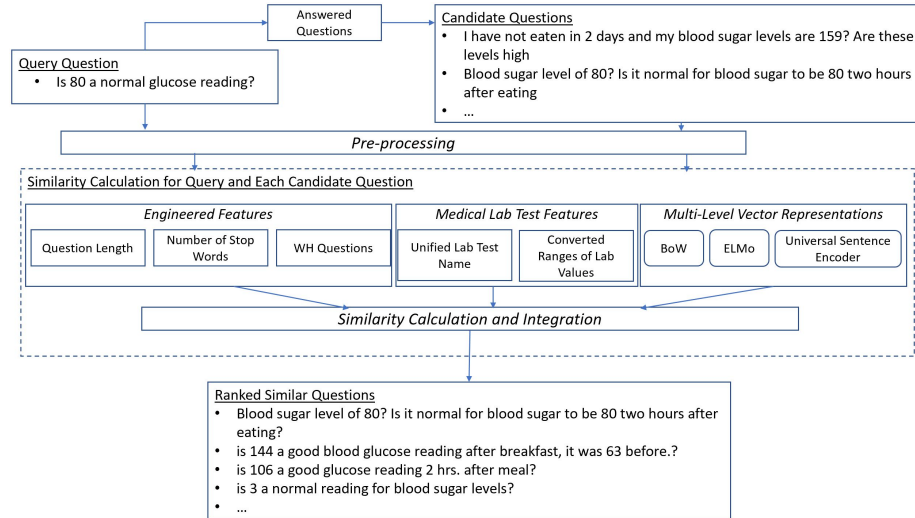 Answered
Questions
Candidate Questions
• I have not eaten in 2 days and my blood sugar levels are 159? Are these
levels high
• Blood sugar level of 80? Is it normal for blood sugar to be 80 two hours
after eating
• ...
Query Question
• Is 80 a normal glucose reading?
Pre-processing
Similarity Calculation for Query and Each Candidate Question
Engineered Features
Question Length
Number of Stop
Words
WH Questions
Medical Lab Test Features
Unified Lab Test
Name
Converted
Ranges of Lab
Values
Multi-Level Vector Representations
BoW
ELMo
Universal Sentence
Encoder
Similarity Calculation and Integration
Ranked Similar Questions
• Blood sugar level of 80? Is it normal for blood sugar to be 80 two hours after
eating?
• is 144 a good blood glucose reading after breakfast, it was 63 before.?
• is 106 a good glucose reading 2 hrs. after meal?
• is 3 a normal reading for blood sugar levels?
• ...